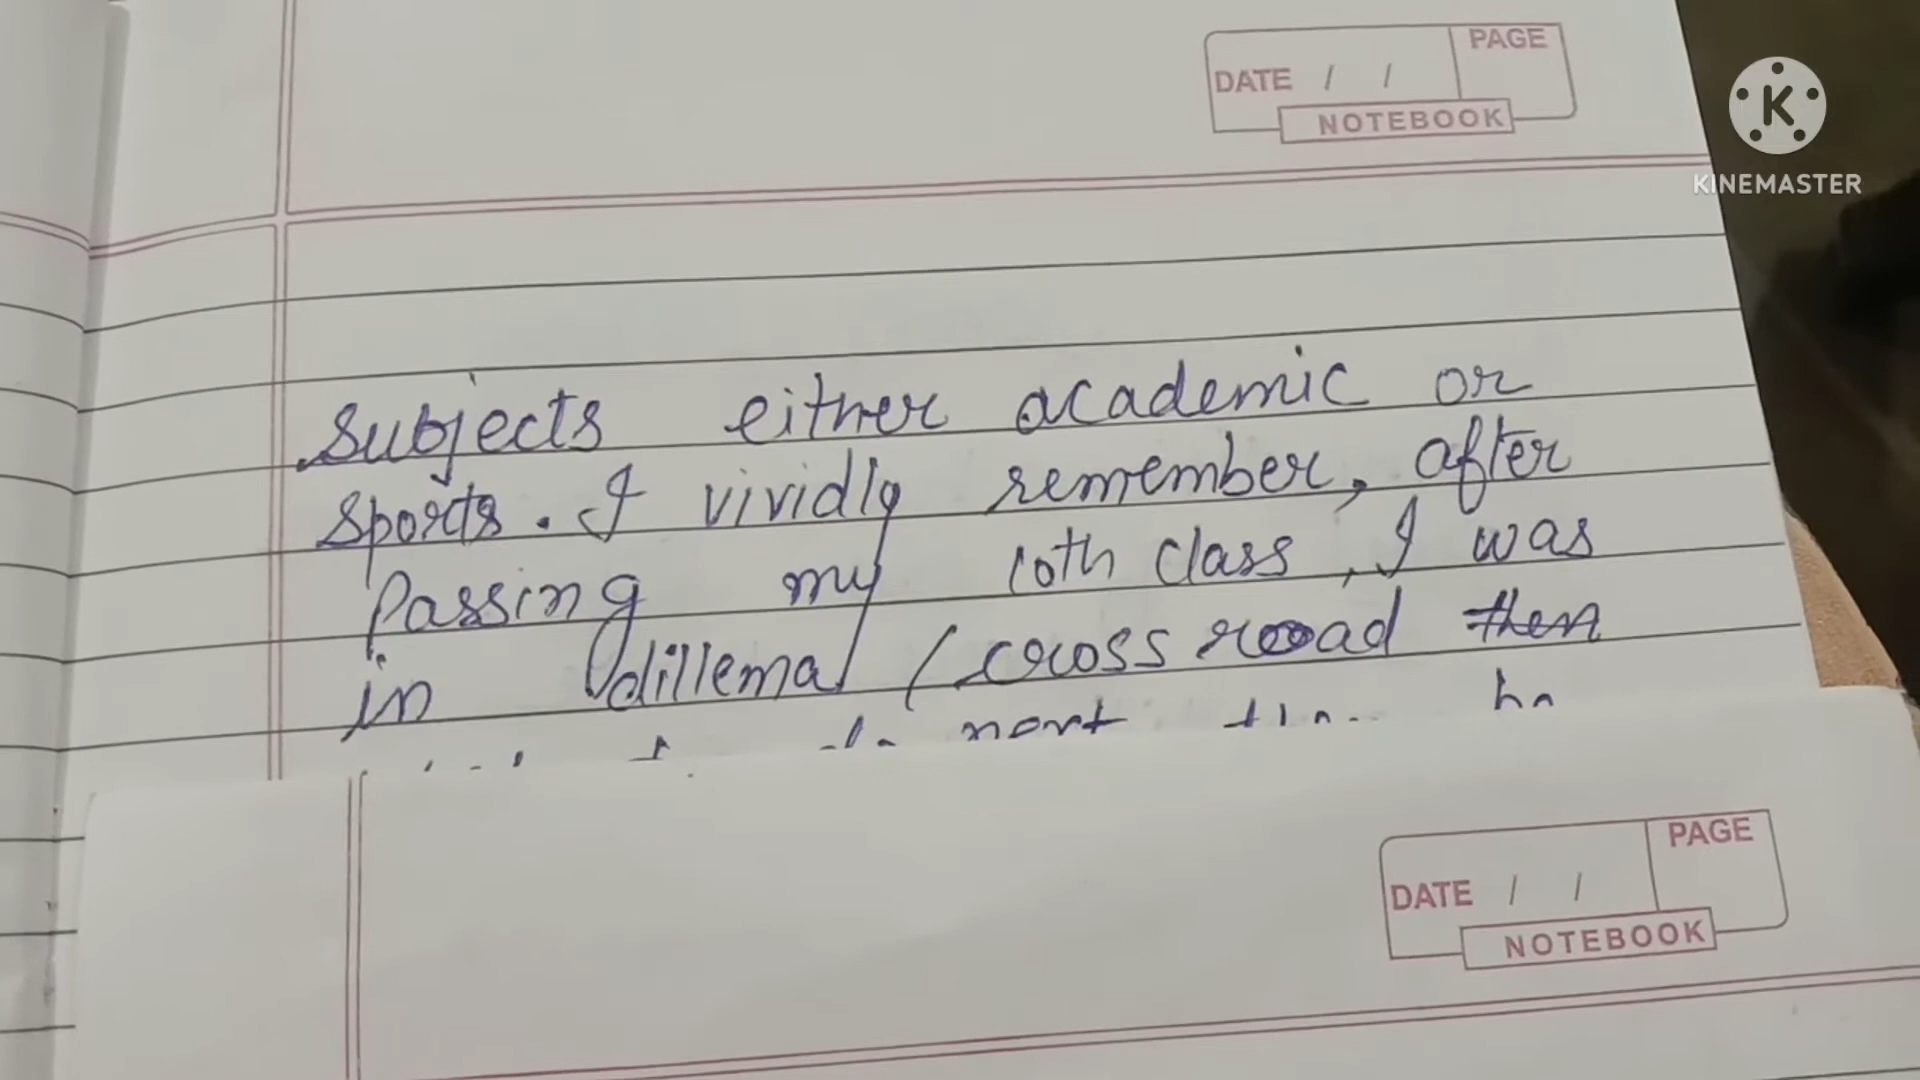 PAGE
DATE / /
NOTEBOOK
K
KINEMASTER
subjects either academic or
sports. I vividly remember, after
passing my 10th class, I was
in dillema / cross road then
PAGE
DATE / /
NOTEBOOK